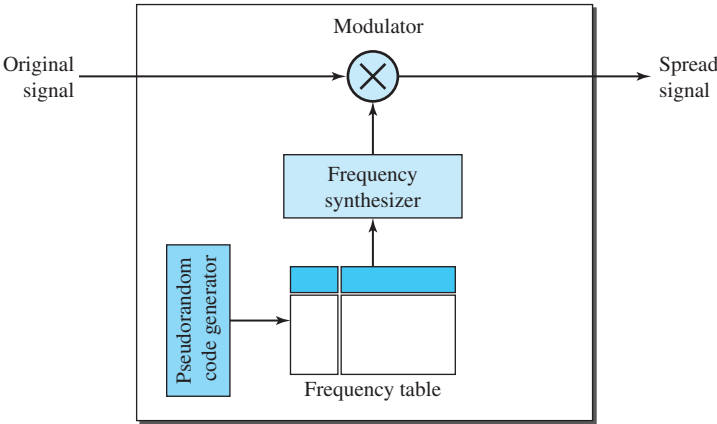 Modulator
Original
signal
Spread
signal
Frequency
synthesizer
Pseudorandom
code generator
Frequency table